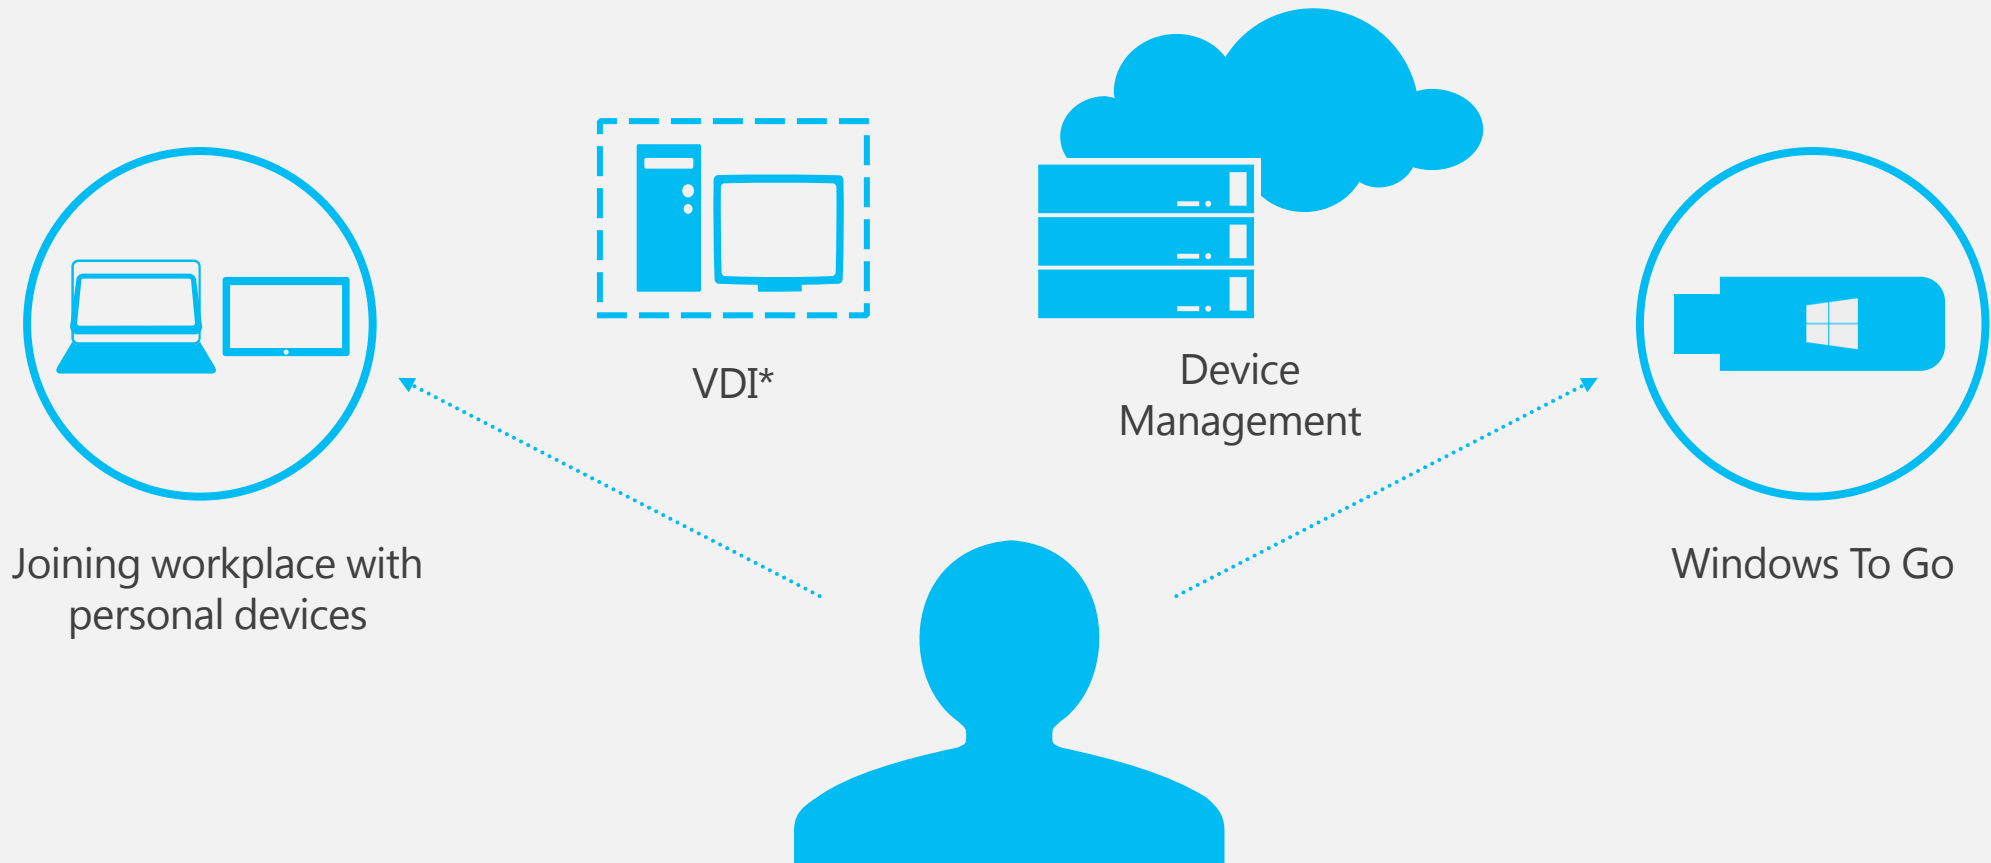 VDI*
Device
Management
Joining workplace with
personal devices
Windows To Go